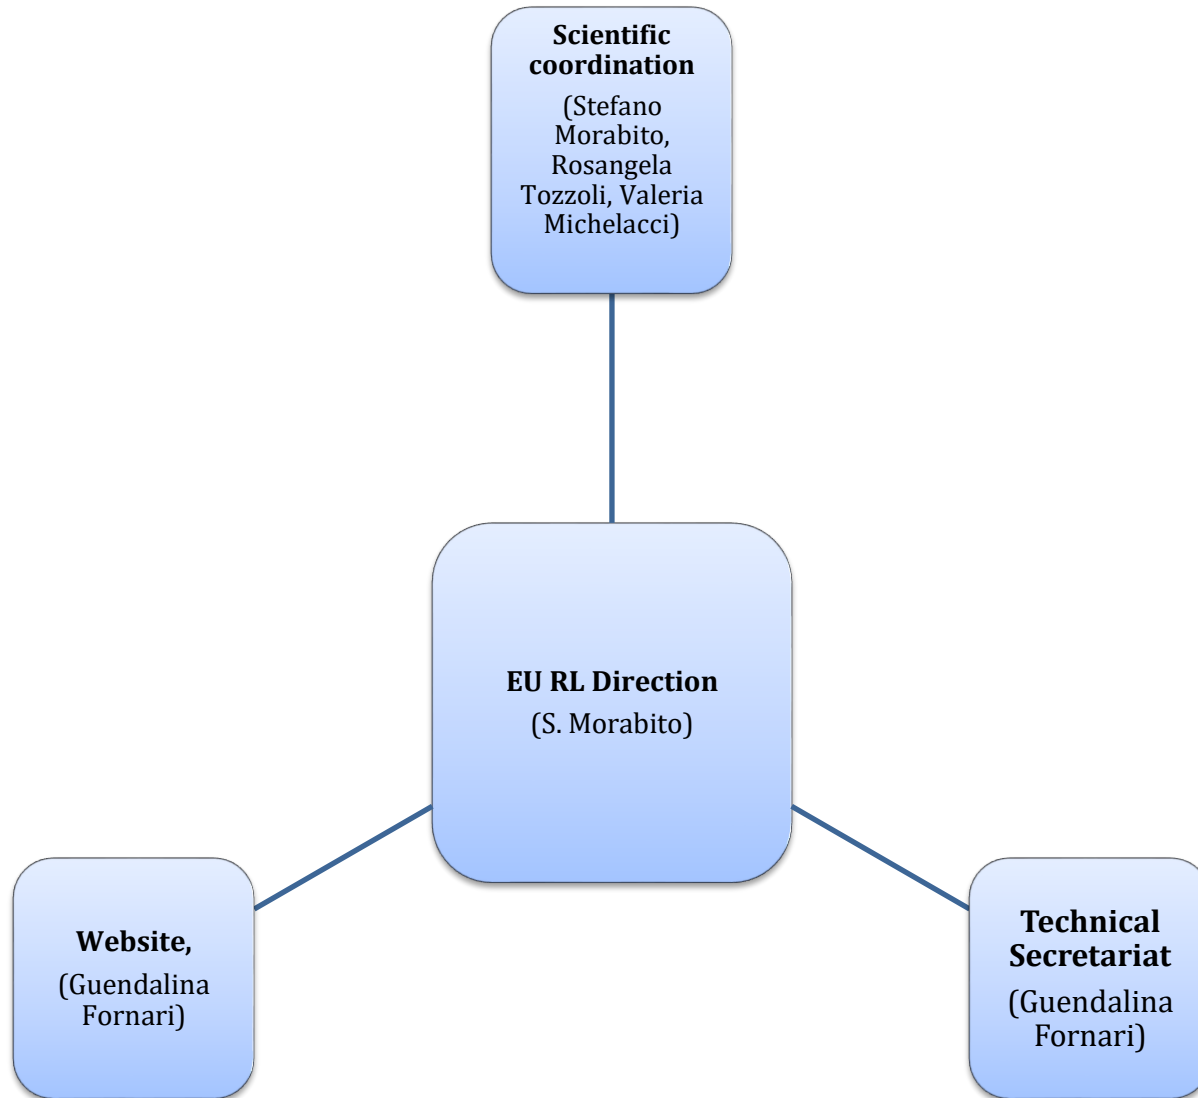 Scientific
coordination
(Stefano
Morabito,
Rosangela
Tozzoli, Valeria
Michelacci)
EU RL Direction
(S. Morabito)
Website,
(Guendalina
Fornari)
Technical
Secretariat
(Guendalina
Fornari)